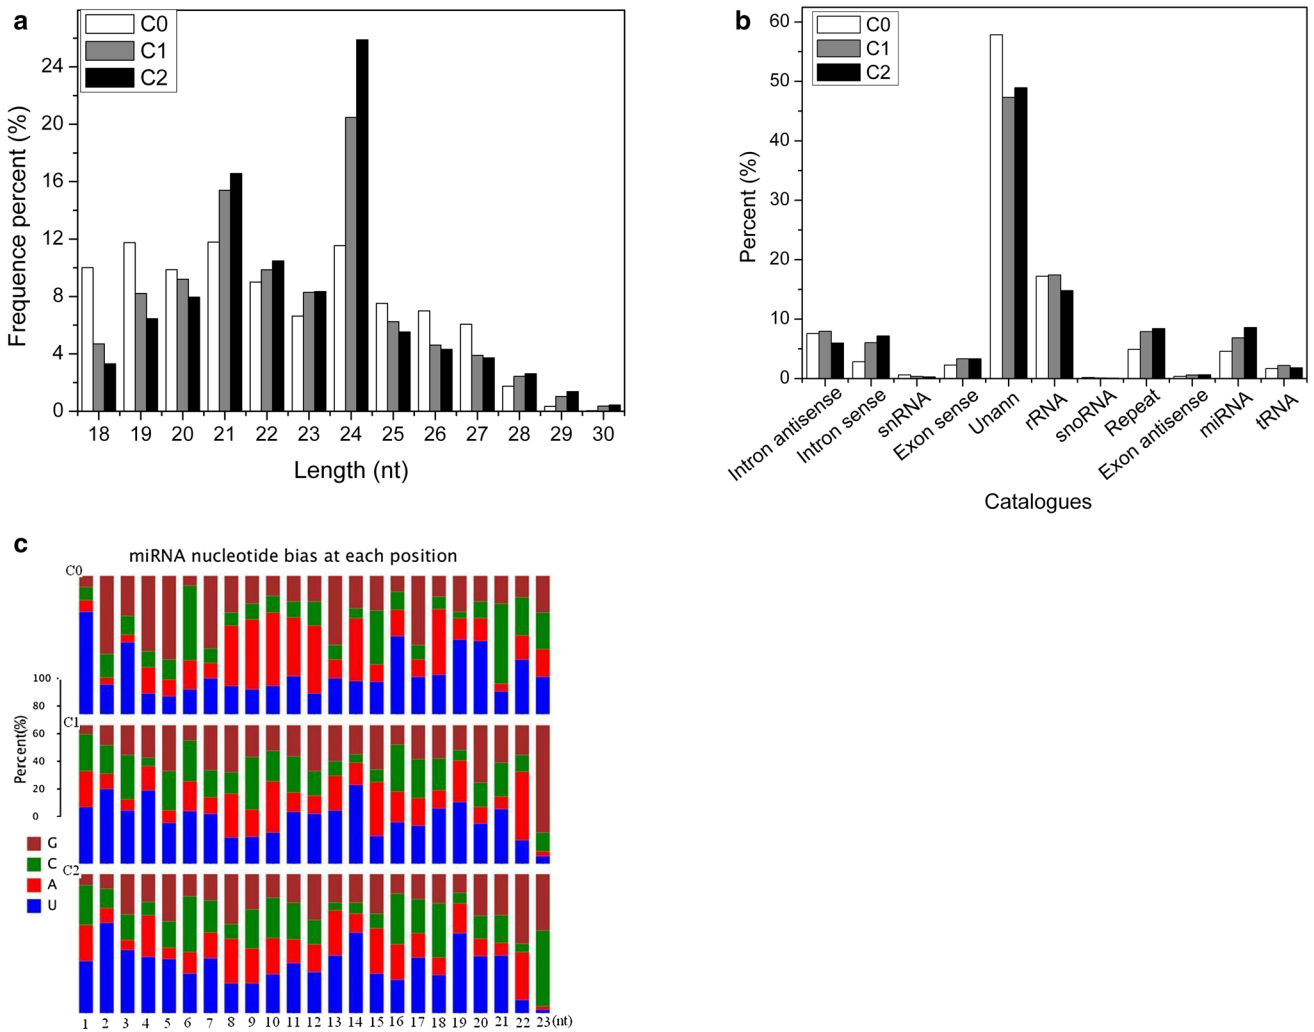 a
C0
C1
C2
24
20
16
12
8
4
0
Frequence percent (%)
18 19 20 21 22 23 24 25 26 27 28 29 30
Length (nt)
b
C0
C1
C2
60
50
40
30
20
10
0
Percent (%)
Intron antisense
Intron sense
snRNA
Exon sense
Unann
rRNA
snoRNA
Repeat
Exon antisense
miRNA
tRNA
Catalogues
c
miRNA nucleotide bias at each position
C0
100
80
C1
60
40
20
0
Percent(%)
G
C
C2
A
U
1 2 3 4 5 6 7 8 9 10 11 12 13 14 15 16 17 18 19 20 21 22 23 (nt)